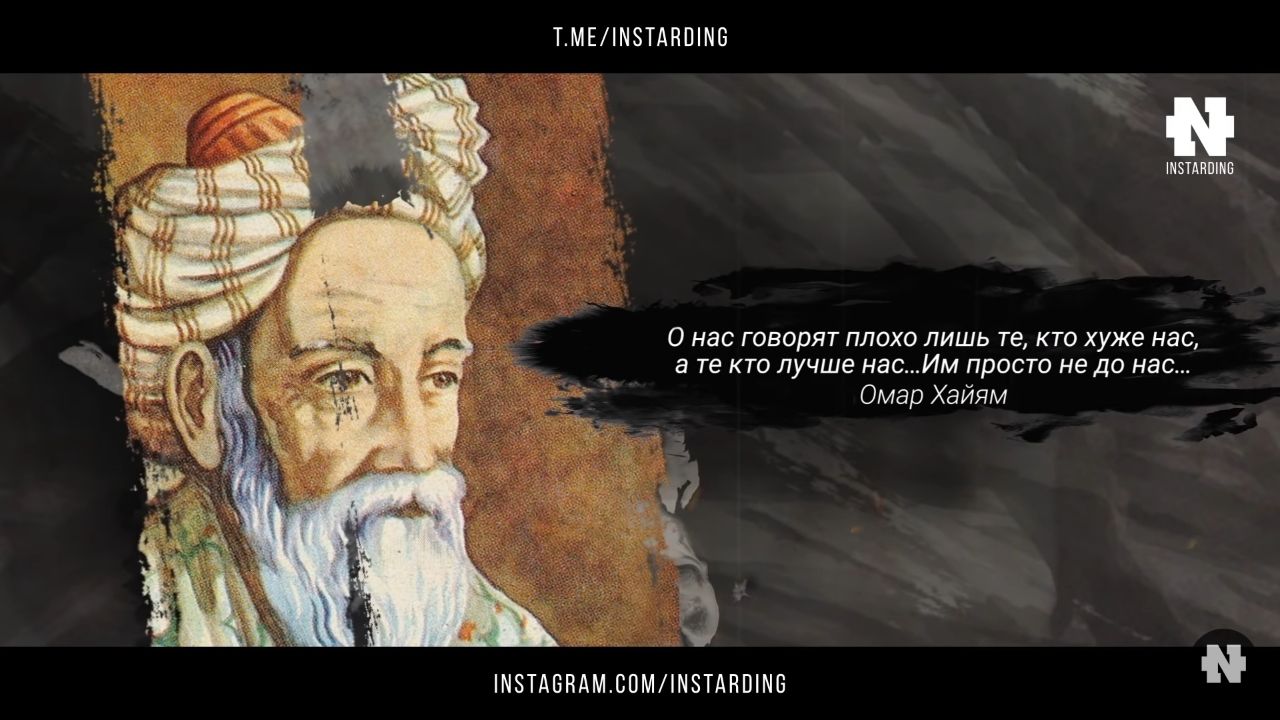 T.ME/INSTARDING
INSTARDING
О нас говорят плохо лишь те, кто хуже нас,
а те кто лучше нас...Им просто не до нас...
Омар Хайям
INSTAGRAM.COM/INSTARDING